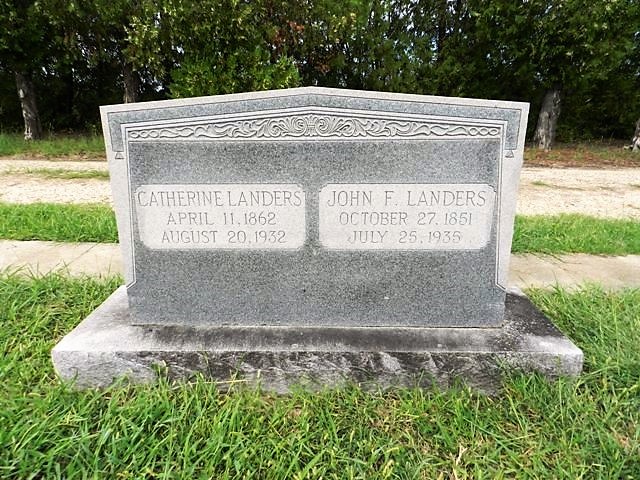 CATHERINE LANDERS
APRIL 11, 1862
AUGUST 20, 1932
JOHN F. LANDERS
OCTOBER 27, 1851
JULY 25, 1935